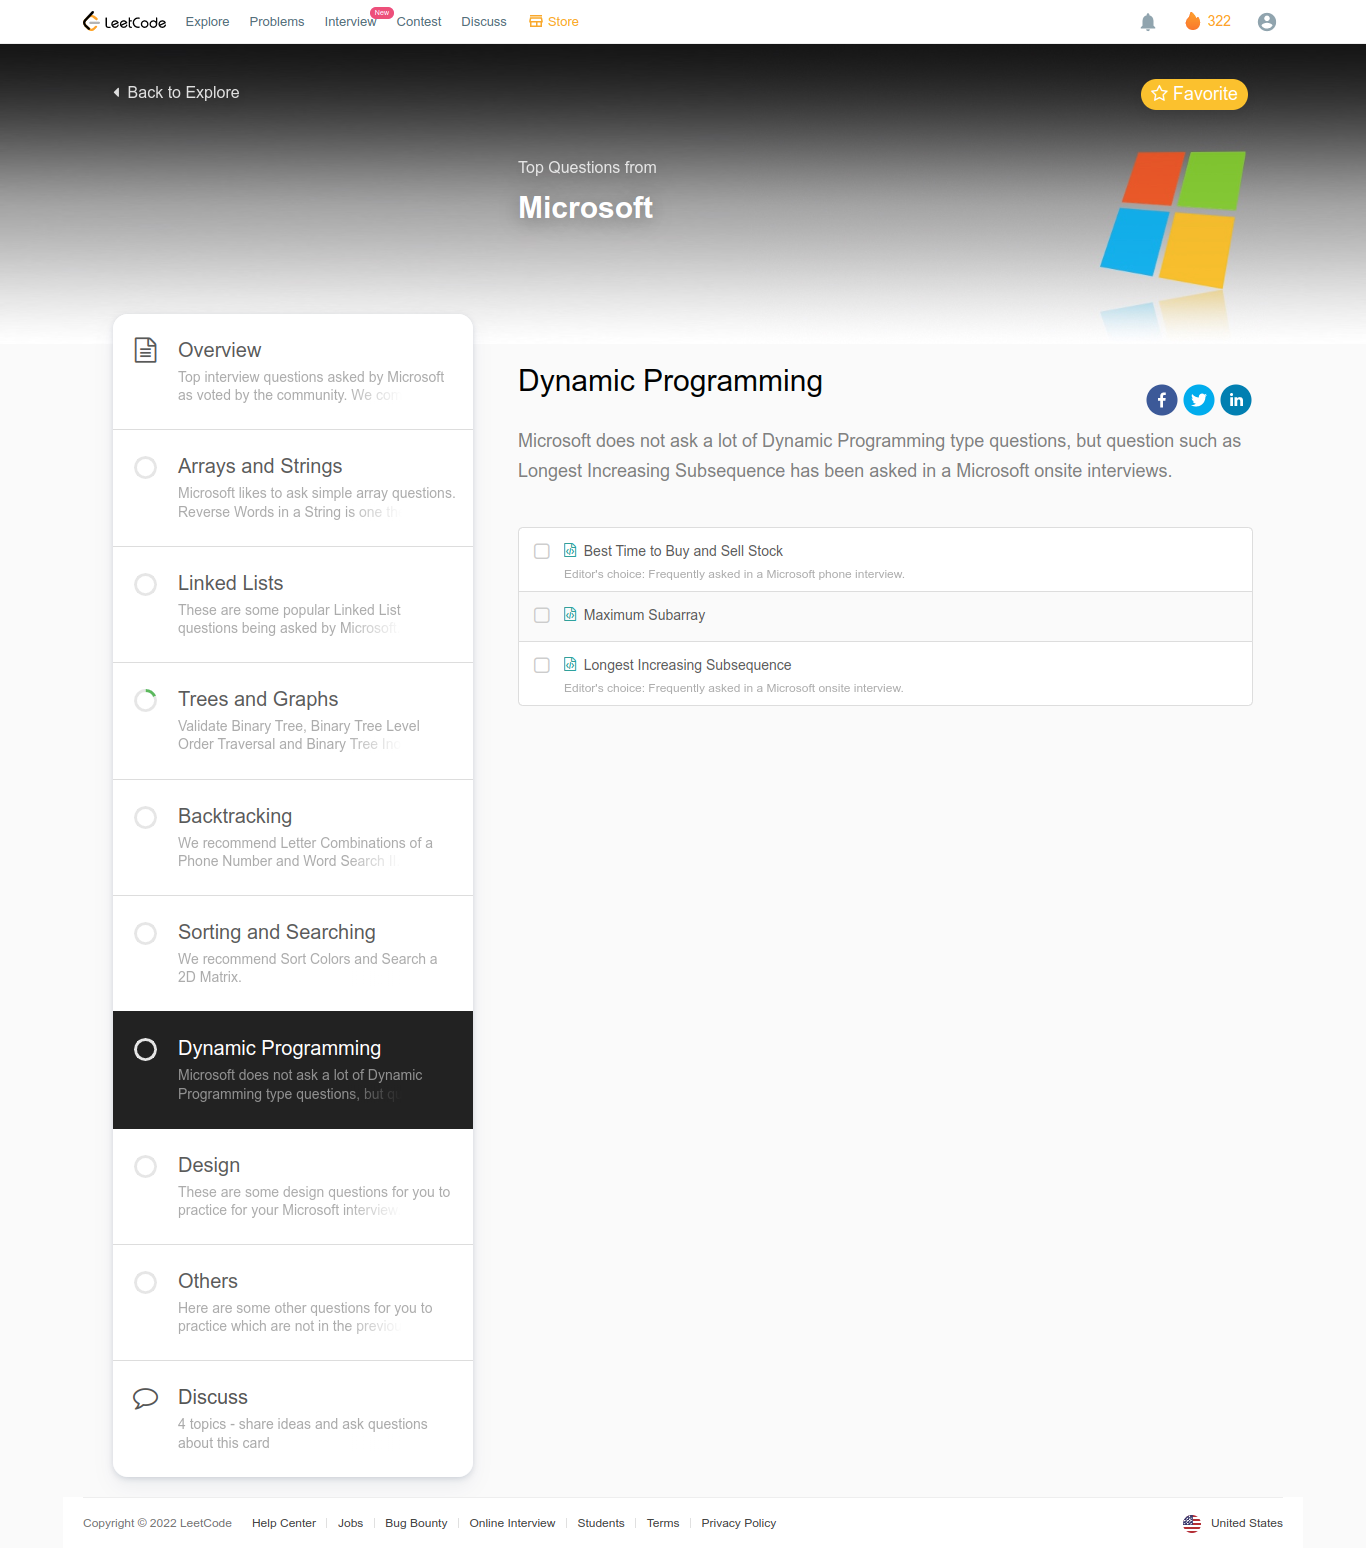 LeetCode Explore Problems Interview New Contest Discuss Store 322
Back to Explore
Favorite
Top Questions from
Microsoft
Overview
Top interview questions asked by Microsoft
as voted by the community. We
Arrays and Strings
Microsoft likes to ask simple array questions.
Reverse Words in a String is one
Linked Lists
These are some popular Linked List
questions being asked by Microsoft.
Trees and Graphs
Validate Binary Tree, Binary Tree Level
Order Traversal and Binary Tree
Backtracking
We recommend Letter Combinations of a
Phone Number and Word Search
Sorting and Searching
We recommend Sort Colors and Search a
2D Matrix.
Dynamic Programming
Microsoft does not ask a lot of Dynamic
Programming type questions, but
Design
These are some design questions for you to
practice for your Microsoft interview
Others
Here are some other questions for you to
practice which are not in the
Discuss
4 topics - share ideas and ask questions
about this card
Dynamic Programming
Microsoft does not ask a lot of Dynamic Programming type questions, but question such as
Longest Increasing Subsequence has been asked in a Microsoft onsite interviews.
Best Time to Buy and Sell Stock
Editor's choice: Frequently asked in a Microsoft phone interview.
Maximum Subarray
Longest Increasing Subsequence
Editor's choice: Frequently asked in a Microsoft onsite interview.
Copyright © 2022 LeetCode Help Center Jobs Bug Bounty Online Interview Students Terms Privacy Policy United States